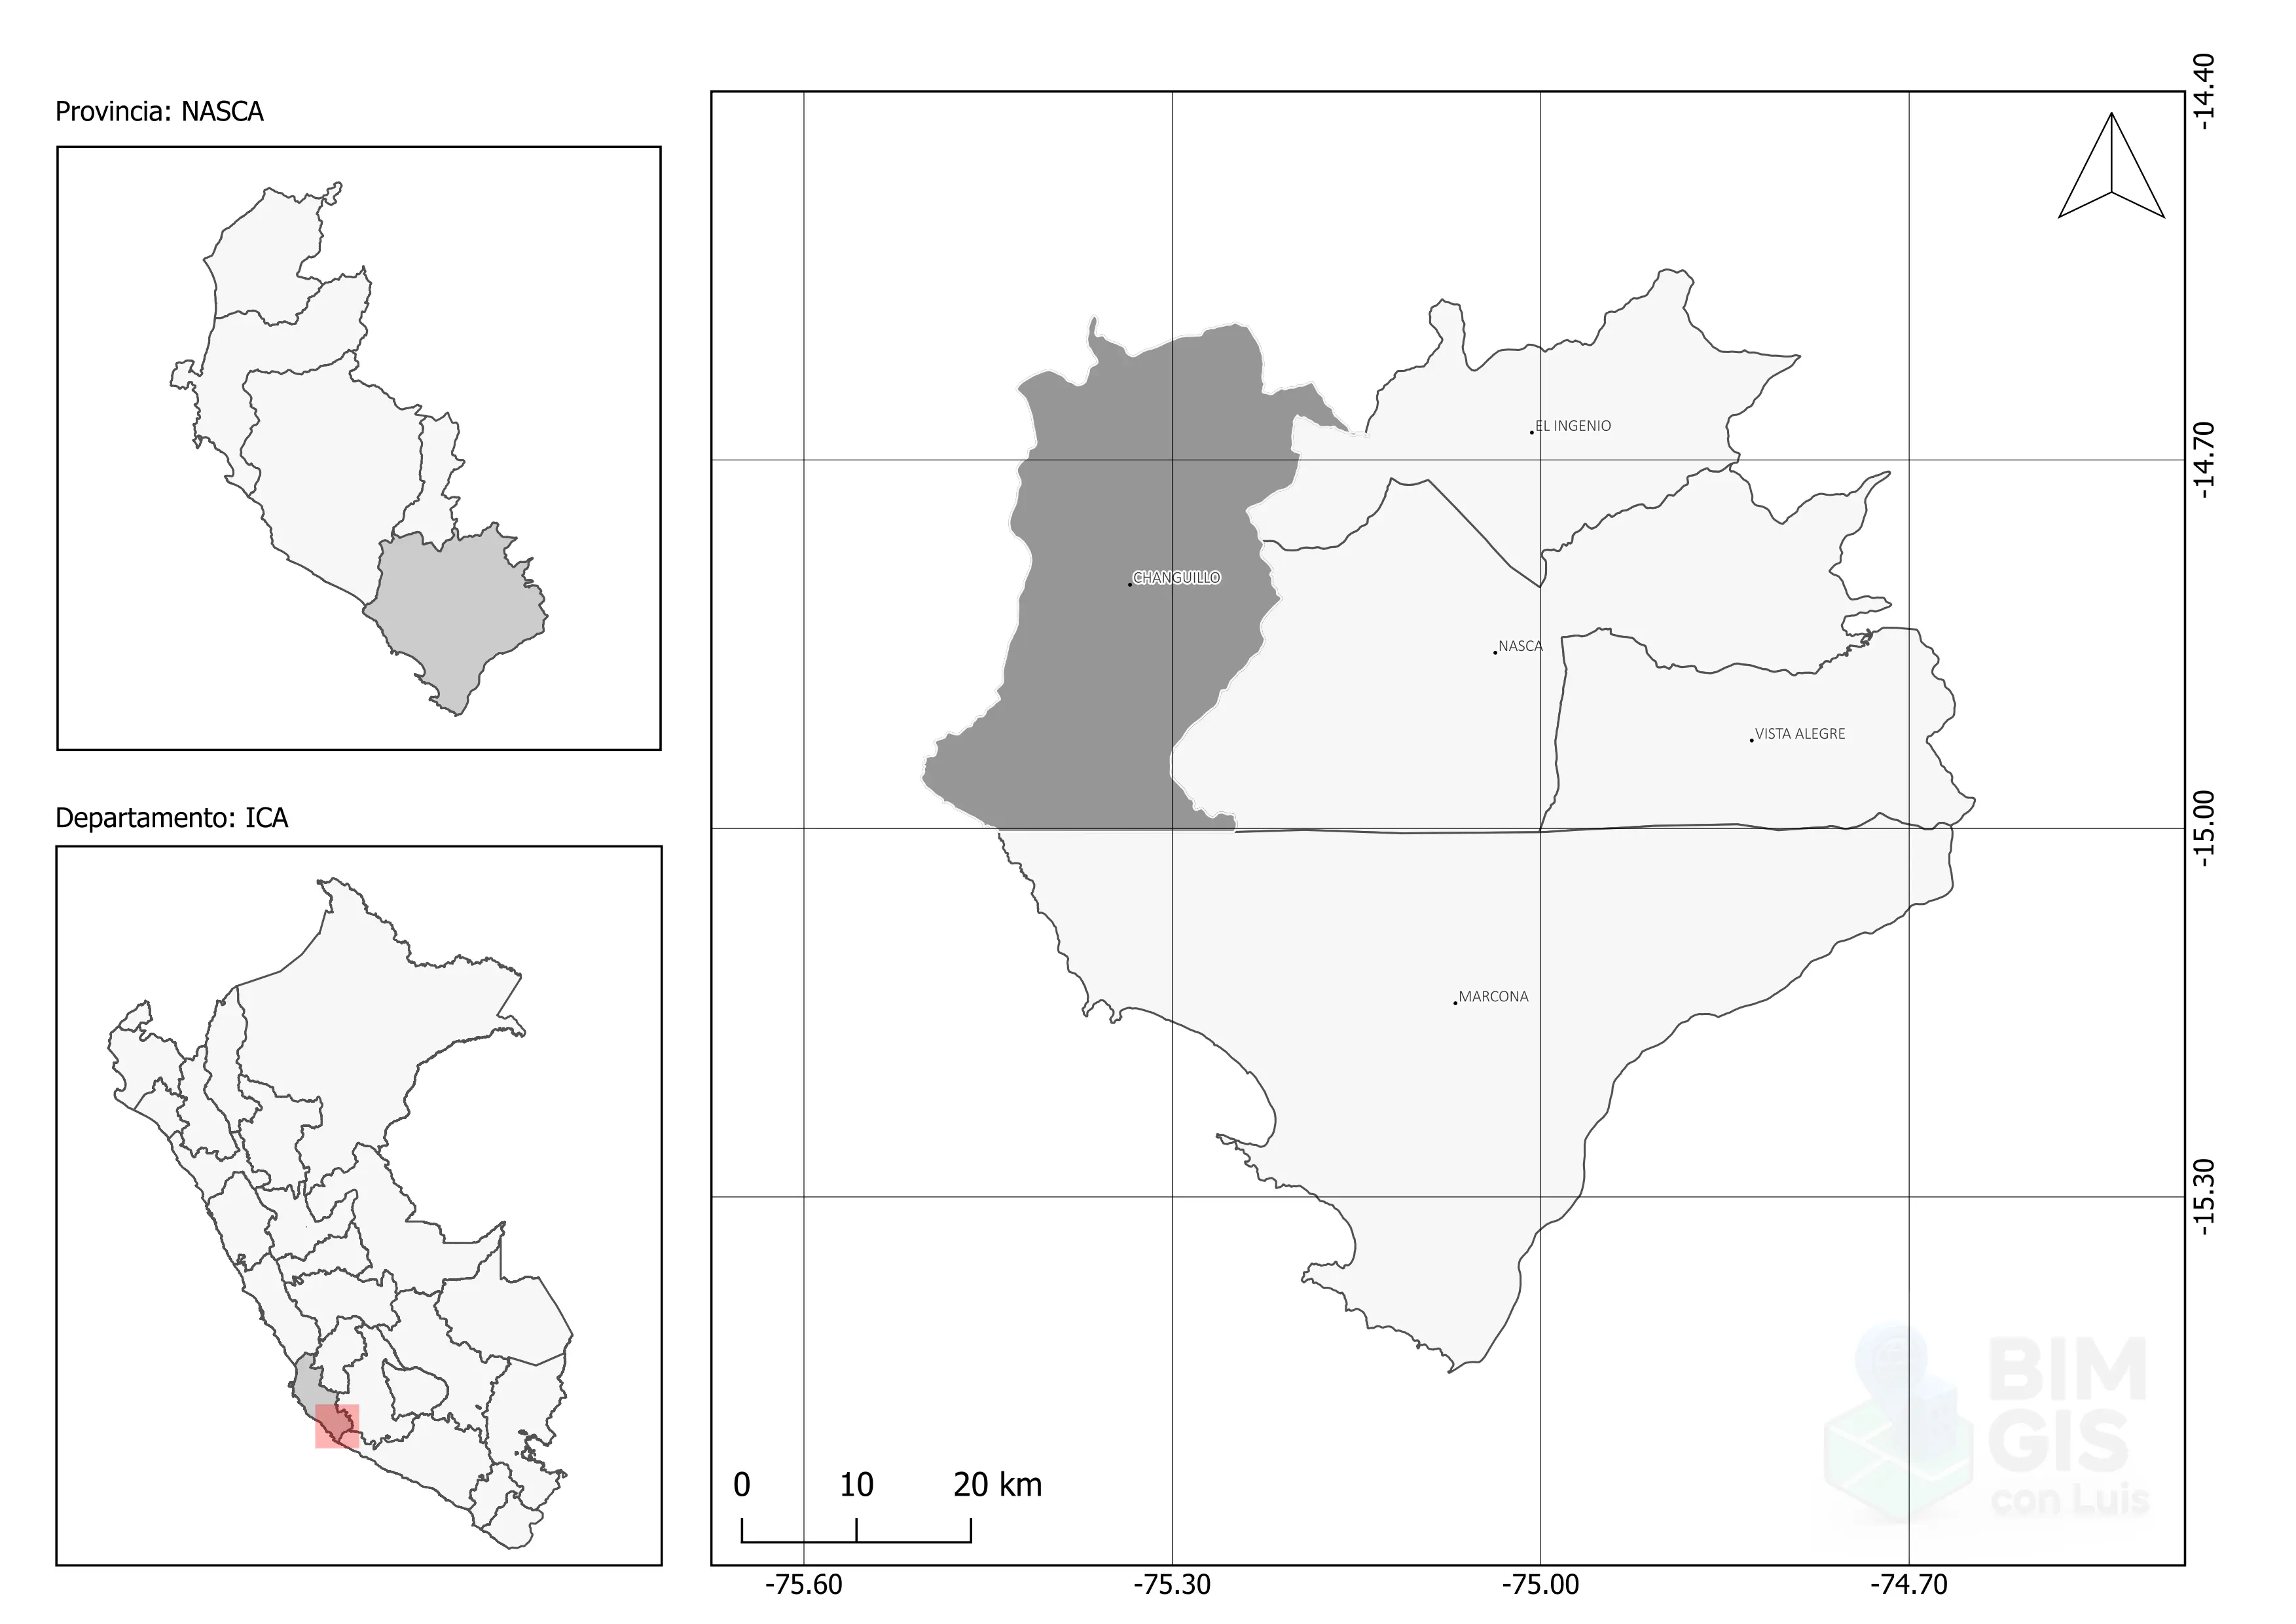 Provincia: NASCA
Departamento: ICA
EL INGENIO
CHANGUILLO
NASCA
VISTA ALEGRE
MARCONA
-14.40
-14.70
-15.00
-15.30
0 10 20 km
-75.60 -75.30 -75.00 -74.70
BIM
GIS
con Luis